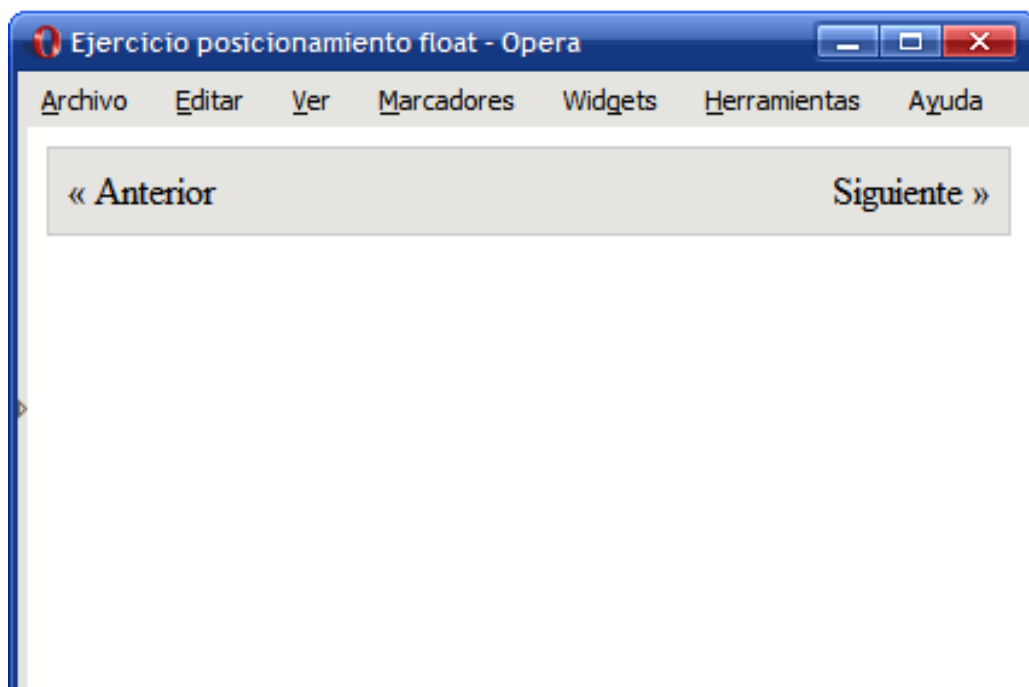 Ejercicio posicionamiento float - Opera
Archivo Editar Ver Marcadores Widgets Herramientas Ayuda
« Anterior Siguiente »